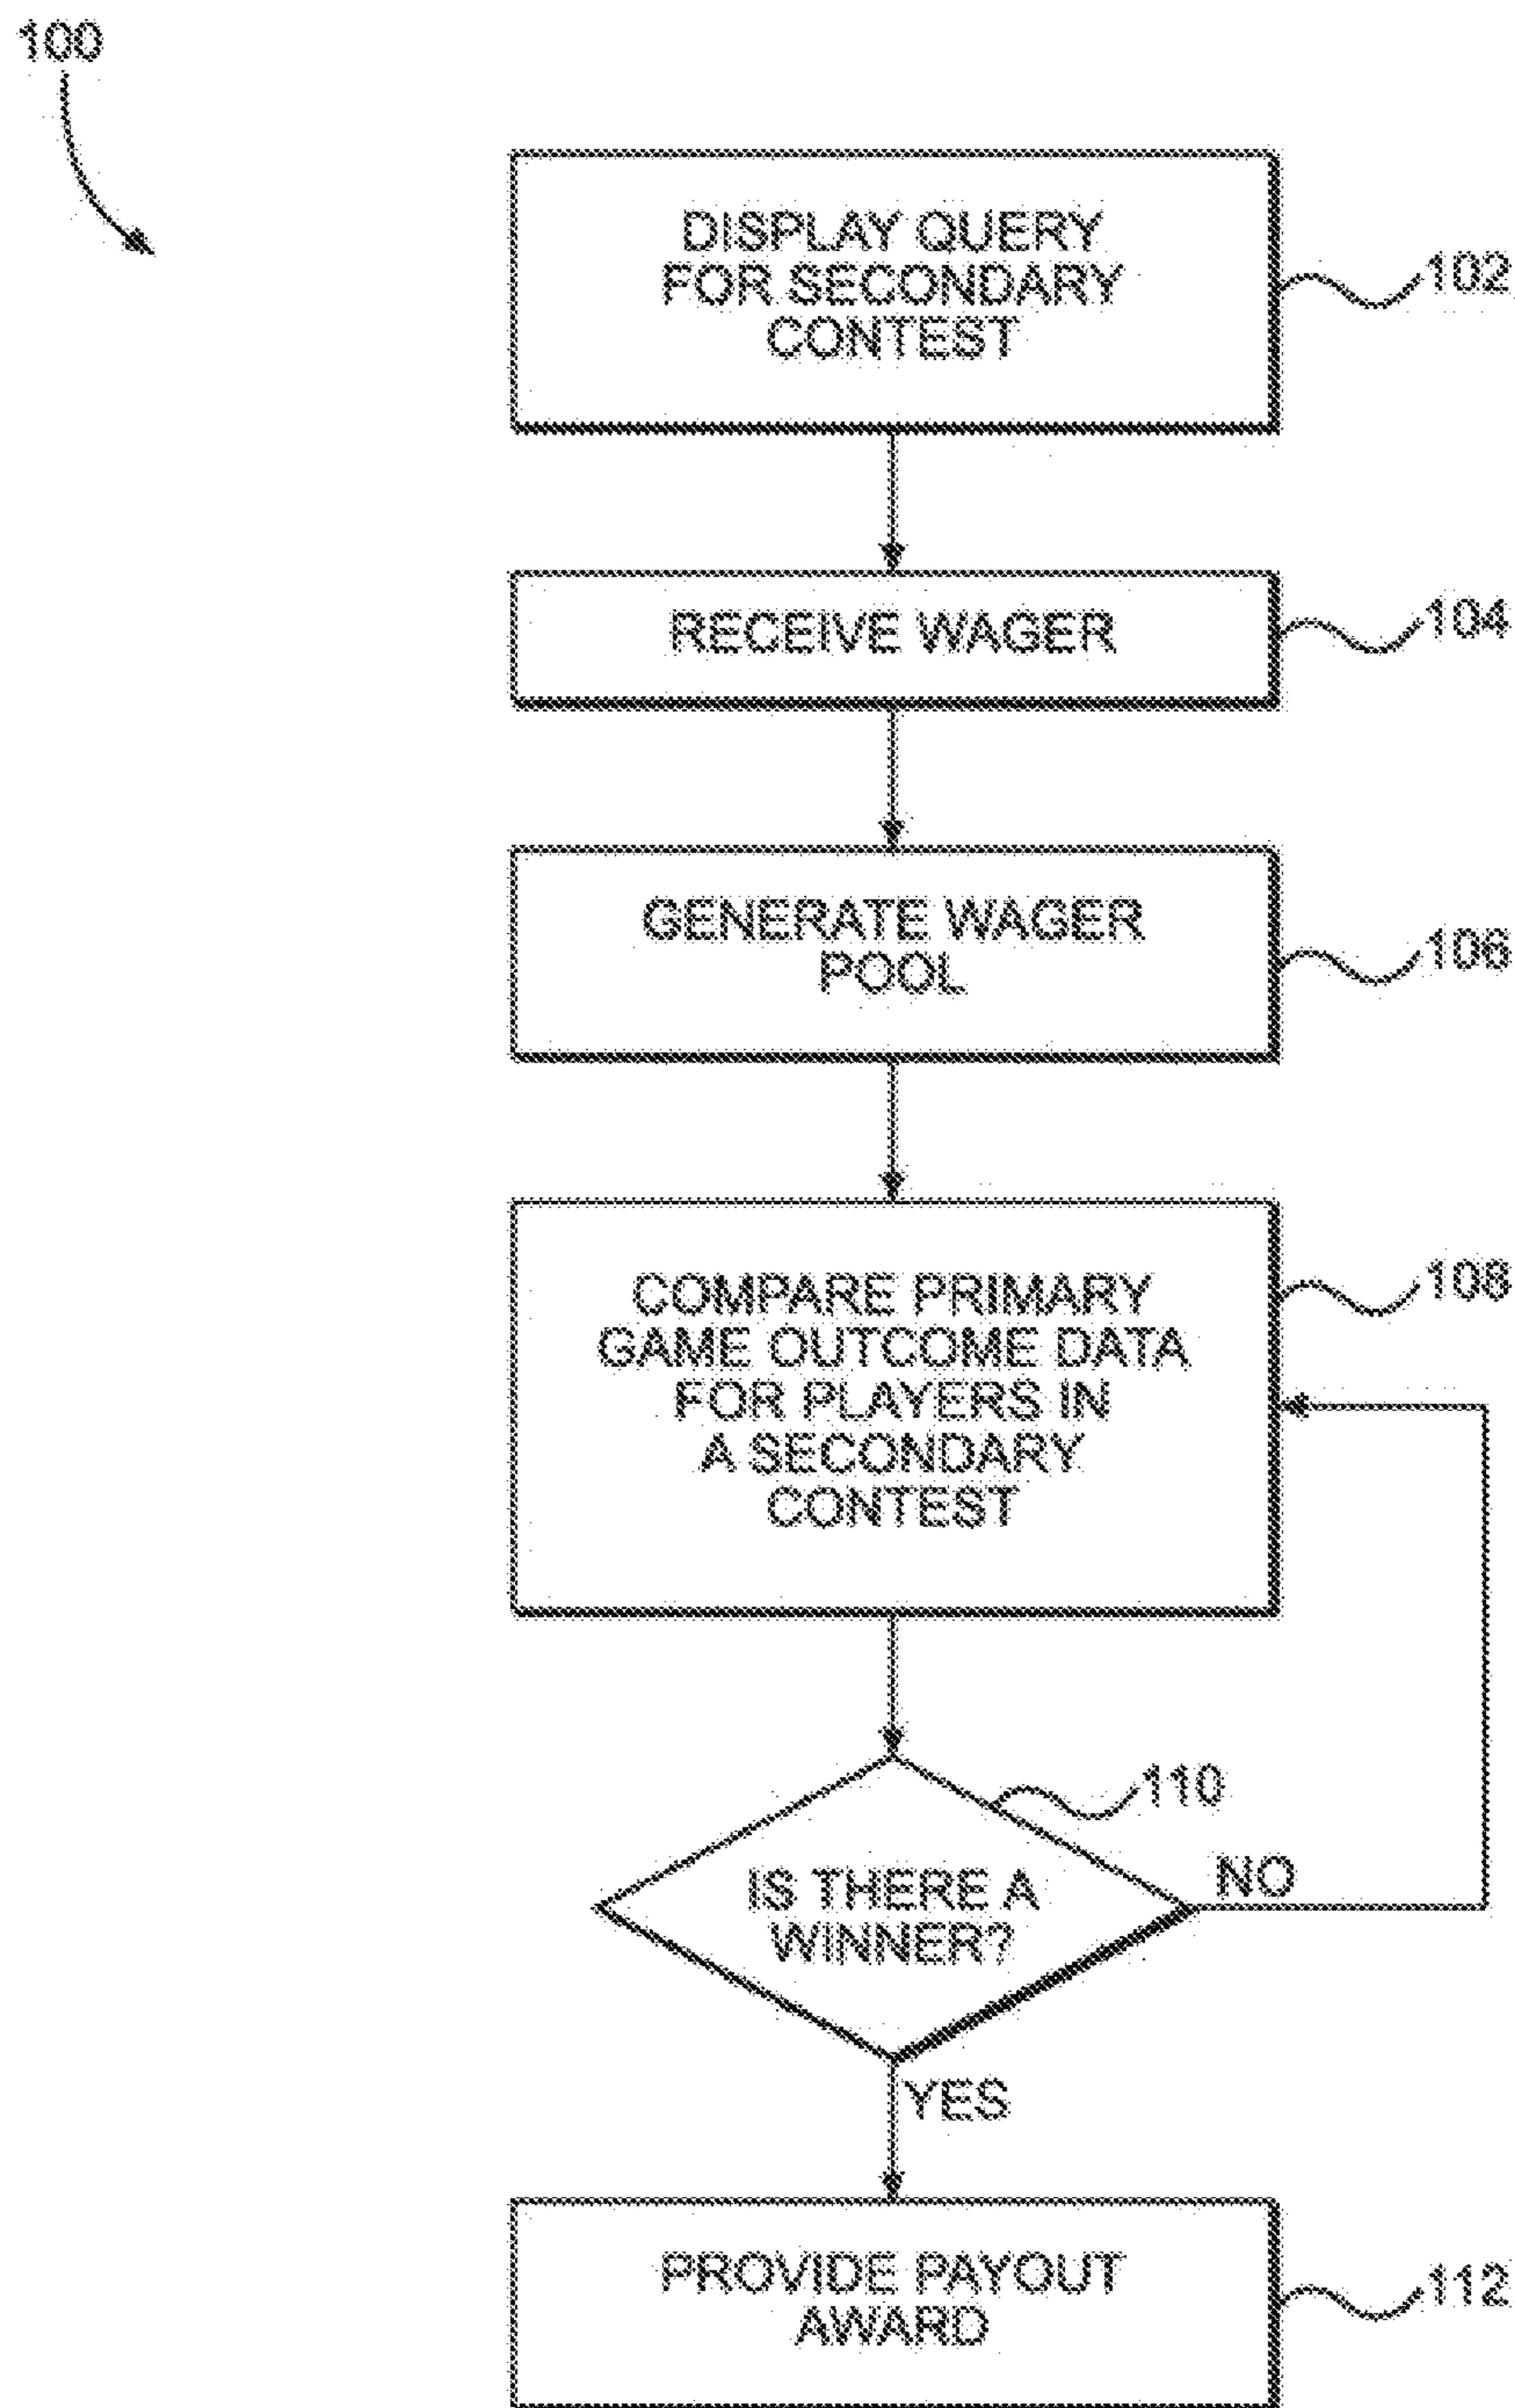 100
DISPLAY QUERY
FOR SECONDARY
CONTEST
102
RECEIVE WAGER
104
GENERATE WAGER
POOL
106
COMPARE PRIMARY
GAME OUTCOME DATA
FOR PLAYERS IN
A SECONDARY
CONTEST
108
110
IS THERE A
WINNER?
NO
YES
PROVIDE PAYOUT
AWARD
112